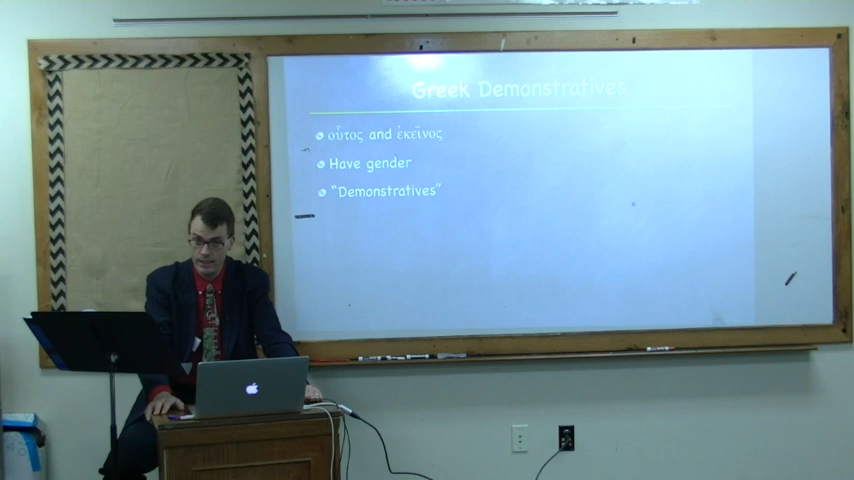 Greek Demonstratives
οὗτος and ἐκεῖνος
Have gender
"Demonstratives"